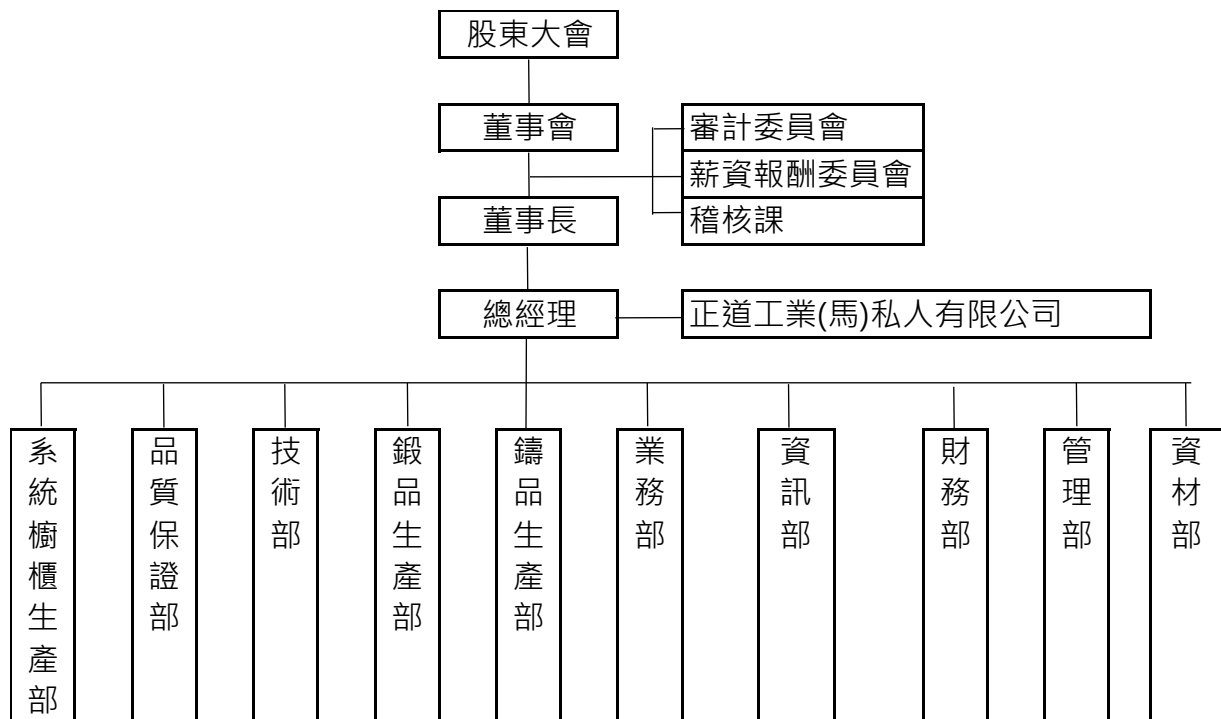 股東大會
董事會
審計委員會
薪資報酬委員會
董事長
稽核課
總經理
正道工業(馬)私人有限公司
系統櫥櫃生產部
品質保證部
技術部
鍛品生產部
鑄品生產部
業務部
資訊部
財務部
管理部
資材部